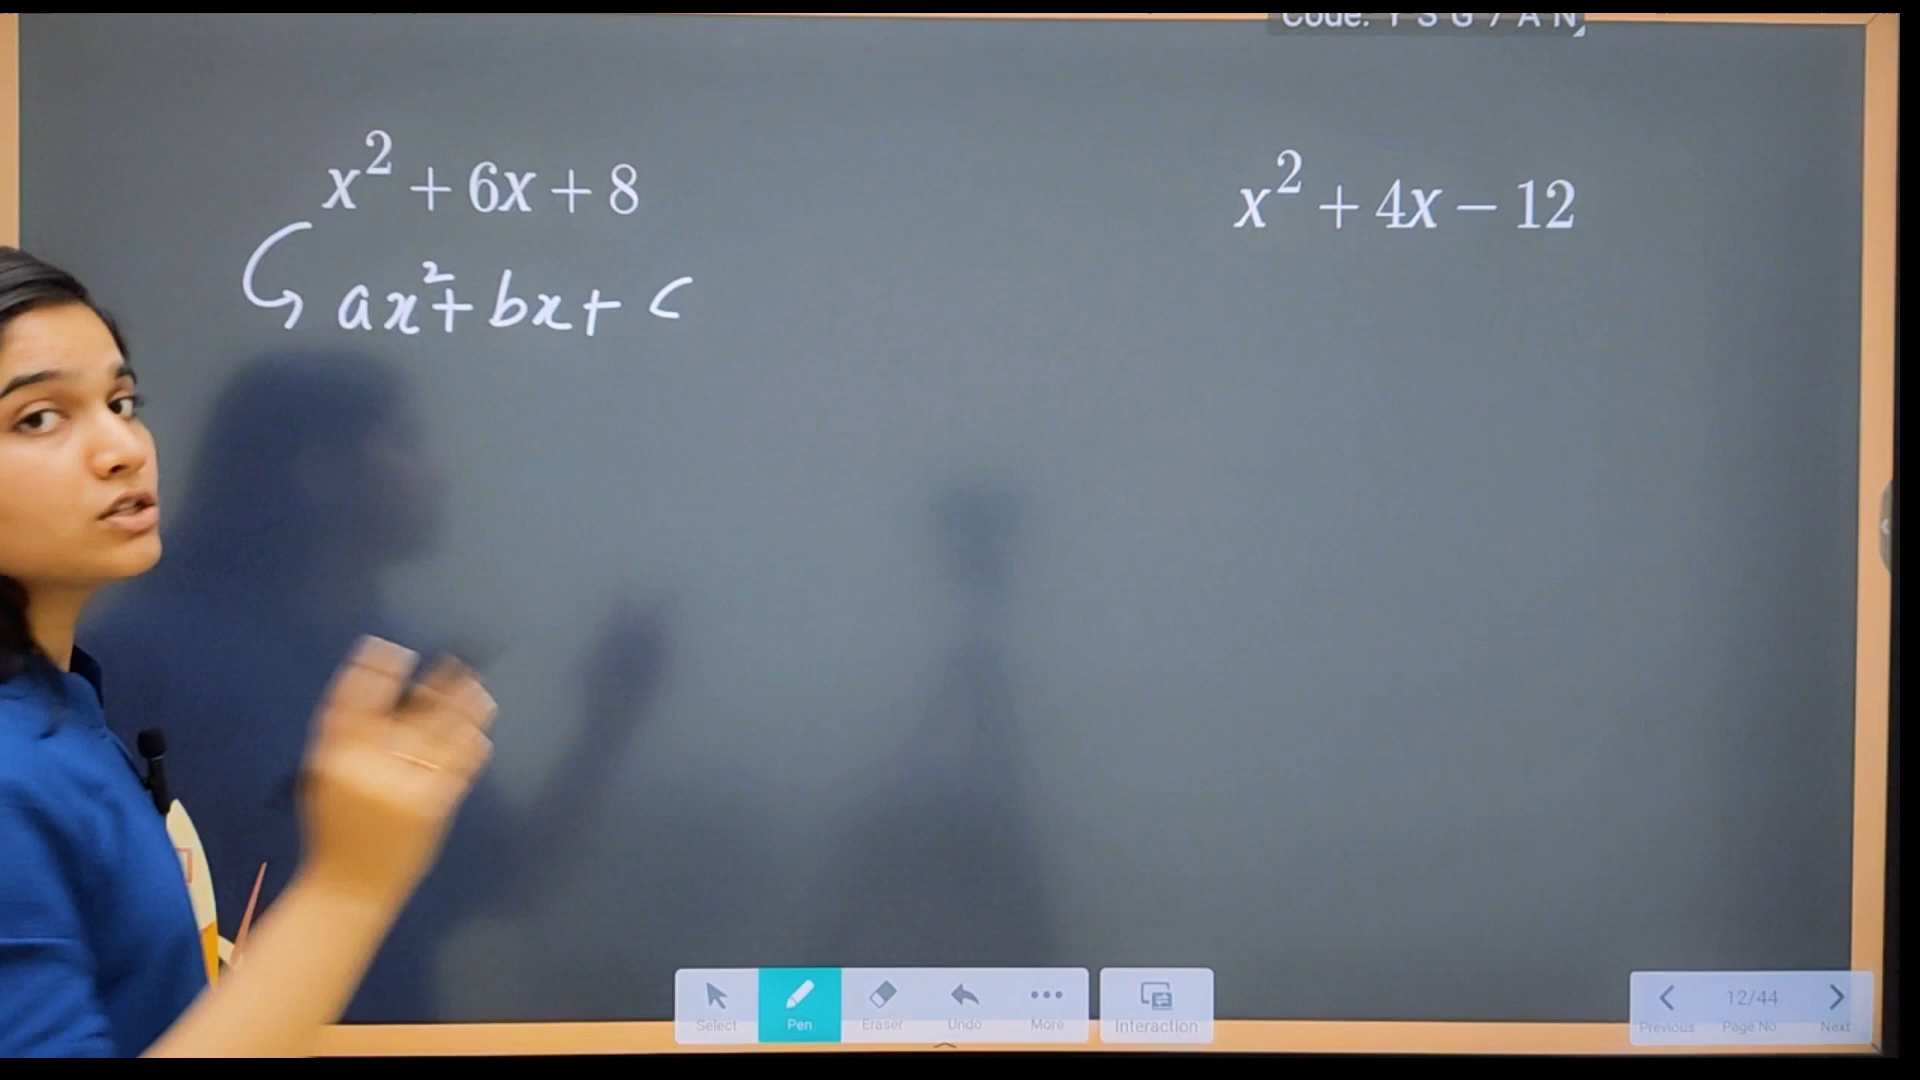 Code:
x² + 6x + 8
ax² + bx + c
x² + 4x − 12
Select Pen Eraser Undo More Interaction
12/44
Previous Page No. Next